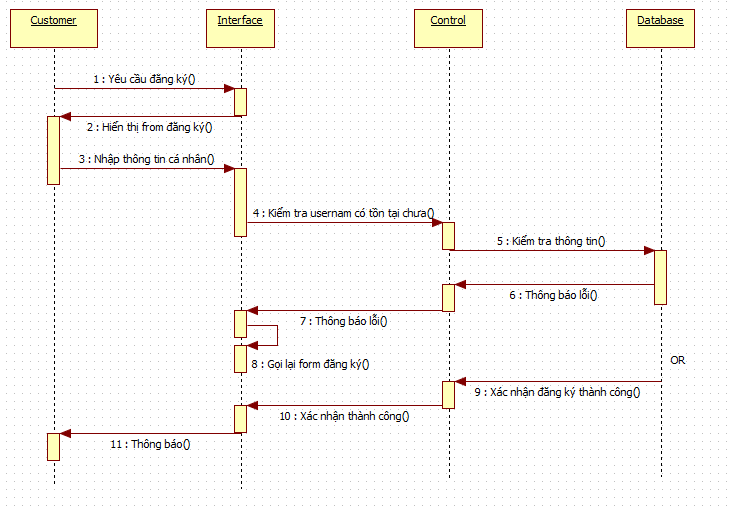 Customer
Interface
Control
Database
1 : Yêu cầu đăng ký()
2 : Hiển thị from đăng ký()
3 : Nhập thông tin cá nhân()
4 : Kiểm tra usernam có tồn tại chưa()
5 : Kiểm tra thông tin()
6 : Thông báo lỗi()
7 : Thông báo lỗi()
8 : Gọi lại form đăng ký()
OR
9 : Xác nhận đăng ký thành công()
10 : Xác nhận thành công()
11 : Thông báo()